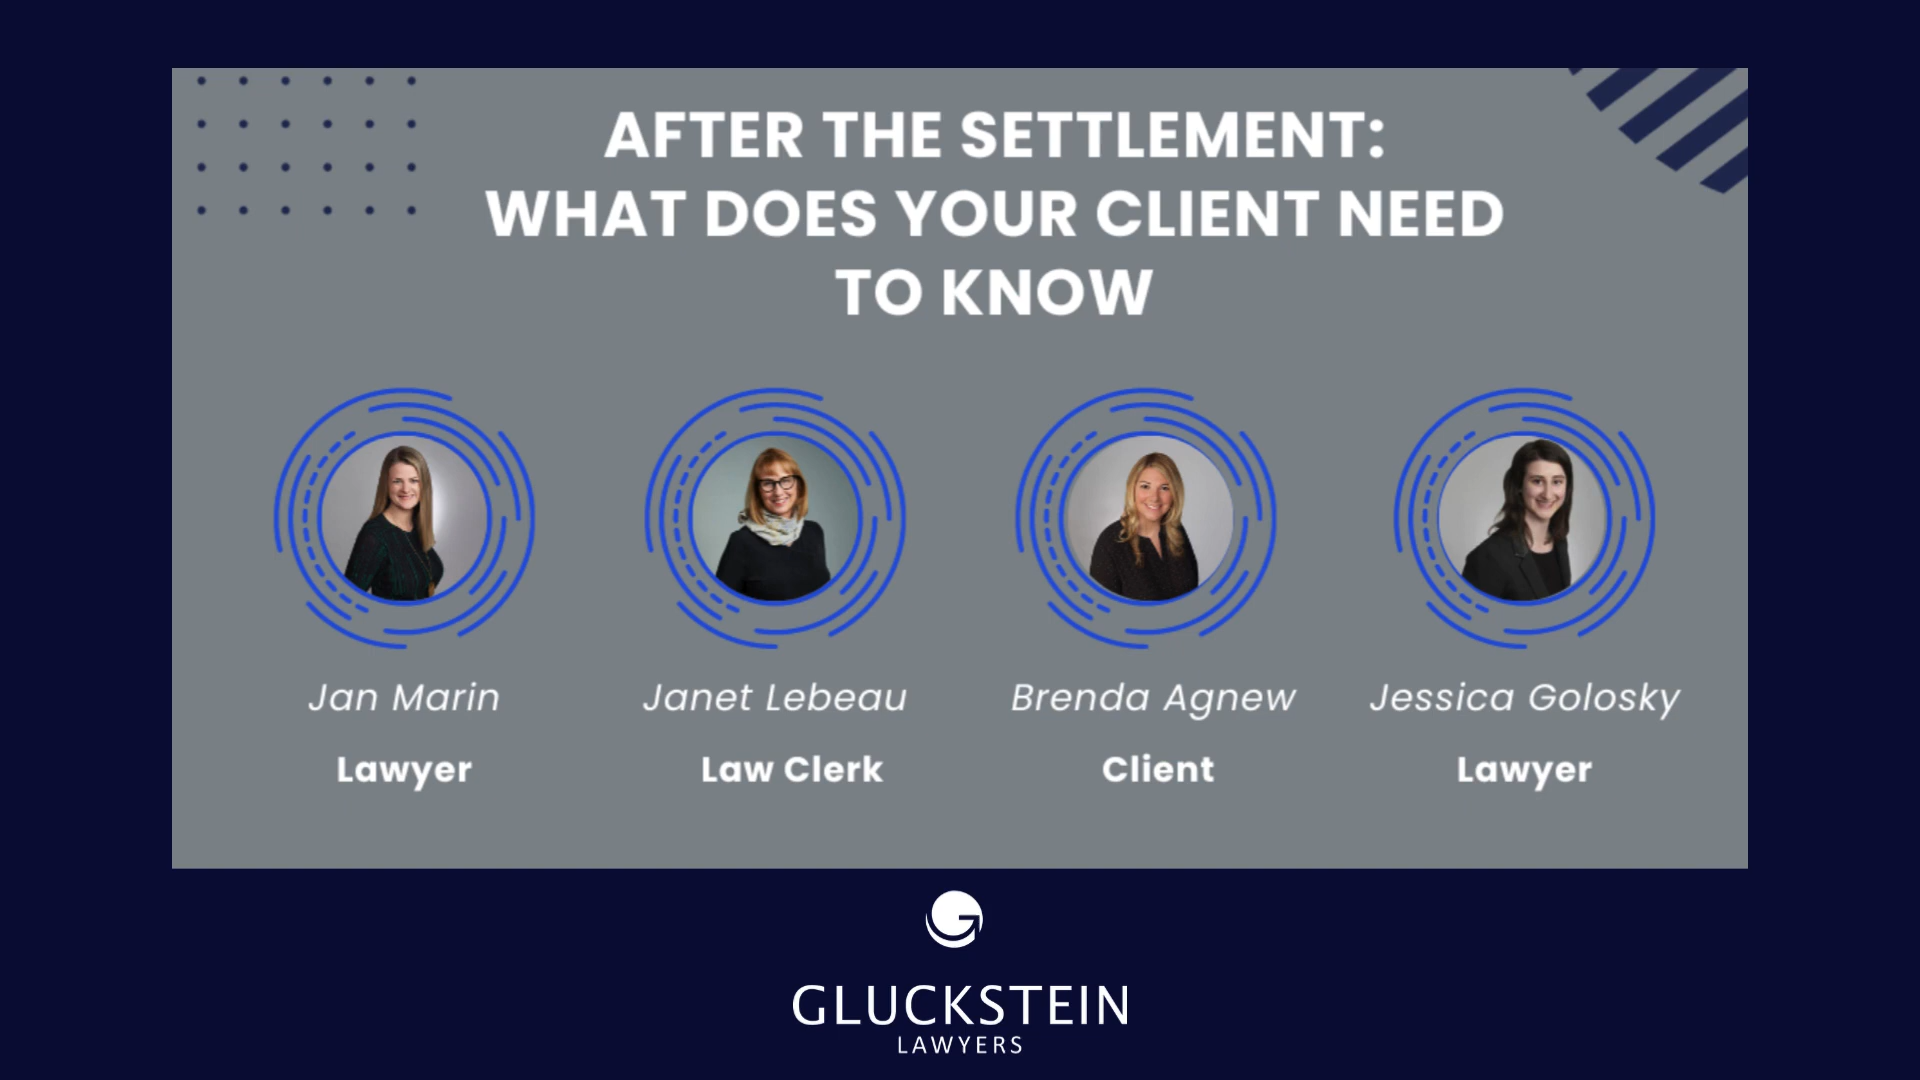 AFTER THE SETTLEMENT:
WHAT DOES YOUR CLIENT NEED
TO KNOW
Jan Marin
Lawyer
Janet Lebeau
Law Clerk
Brenda Agnew
Client
Jessica Golosky
Lawyer
GLUCKSTEIN
LAWYERS